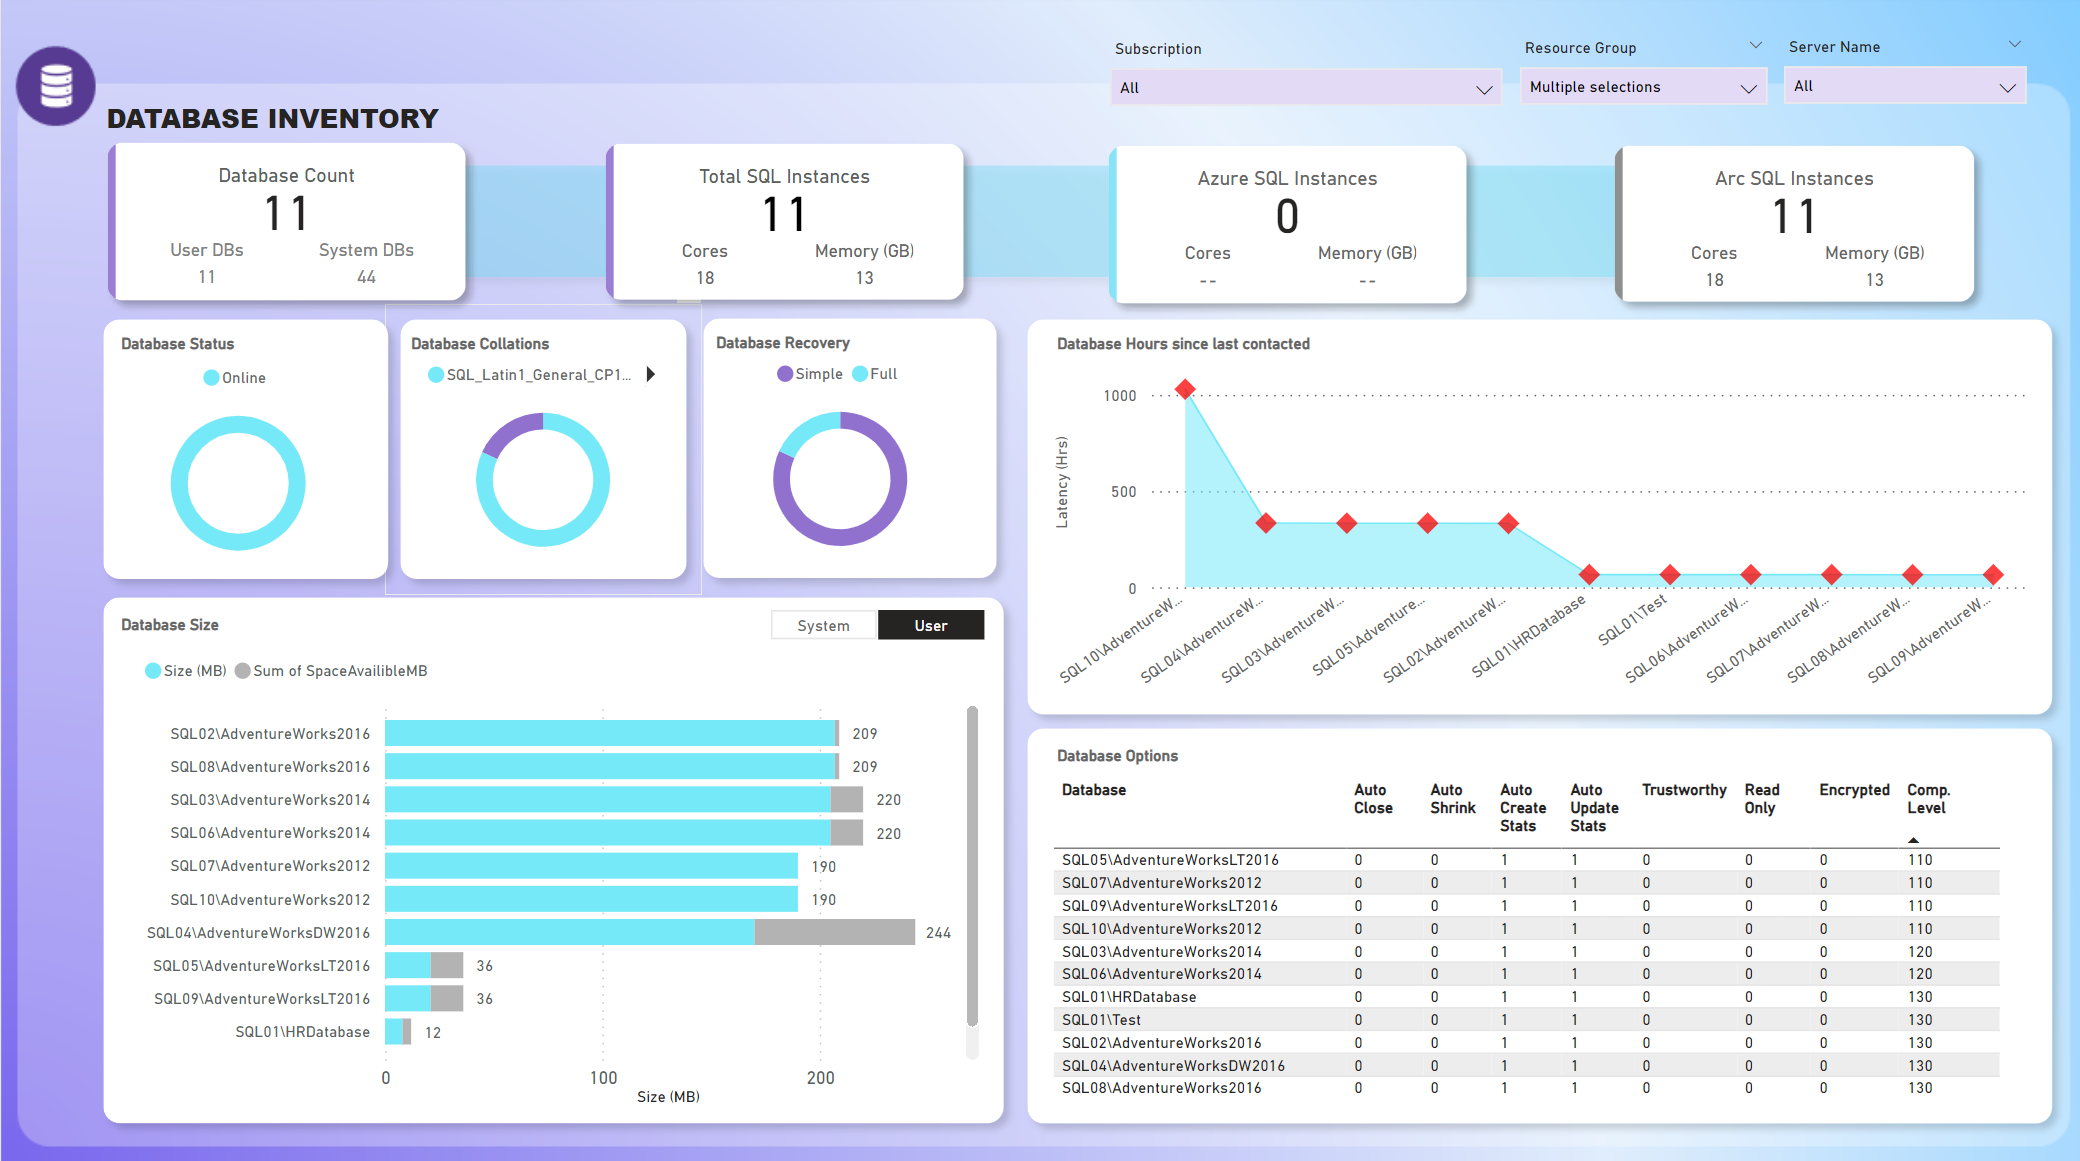 Subscription
All
Resource Group
Multiple selections
Server Name
All
DATABASE INVENTORY
Database Count
11
User DBs System DBs
11 44
Total SQL Instances
11
Cores Memory (GB)
18 13
Azure SQL Instances
0
Cores Memory (GB)
-- --
Arc SQL Instances
11
Cores Memory (GB)
18 13
Database Status
Online
Database Collations
SQL_Latin1_General_CP1...
Database Recovery
Simple Full
Database Hours since last contacted
Latency (Hrs)
1000
500
0
SQL10\AdventureW...
SQL04\AdventureW...
SQL03\AdventureW...
SQL05\Adventure...
SQL02\AdventureW...
SQL01\HRDatabase
SQL01\Test
SQL06\AdventureW...
SQL07\AdventureW...
SQL08\AdventureW...
SQL09\AdventureW...
Database Size
System User
Size (MB) Sum of SpaceAvailibleMB
SQL02\AdventureWorks2016 209
SQL08\AdventureWorks2016 209
SQL03\AdventureWorks2014 220
SQL06\AdventureWorks2014 220
SQL07\AdventureWorks2012 190
SQL10\AdventureWorks2012 190
SQL04\AdventureWorksDW2016 244
SQL05\AdventureWorksLT2016 36
SQL09\AdventureWorksLT2016 36
SQL01\HRDatabase 12
0 100 200
Size (MB)
Database Options
Database Auto Close Auto Shrink Auto Create Stats Auto Update Stats Trustworthy Read Only Encrypted Comp. Level
SQL05\AdventureWorksLT2016 0 0 1 1 0 0 0 110
SQL07\AdventureWorks2012 0 0 1 1 0 0 0 110
SQL09\AdventureWorksLT2016 0 0 1 1 0 0 0 110
SQL10\AdventureWorks2012 0 0 1 1 0 0 0 110
SQL03\AdventureWorks2014 0 0 1 1 0 0 0 120
SQL06\AdventureWorks2014 0 0 1 1 0 0 0 120
SQL01\HRDatabase 0 0 1 1 0 0 0 130
SQL01\Test 0 0 1 1 0 0 0 130
SQL02\AdventureWorks2016 0 0 1 1 0 0 0 130
SQL04\AdventureWorksDW2016 0 0 1 1 0 0 0 130
SQL08\AdventureWorks2016 0 0 1 1 0 0 0 130